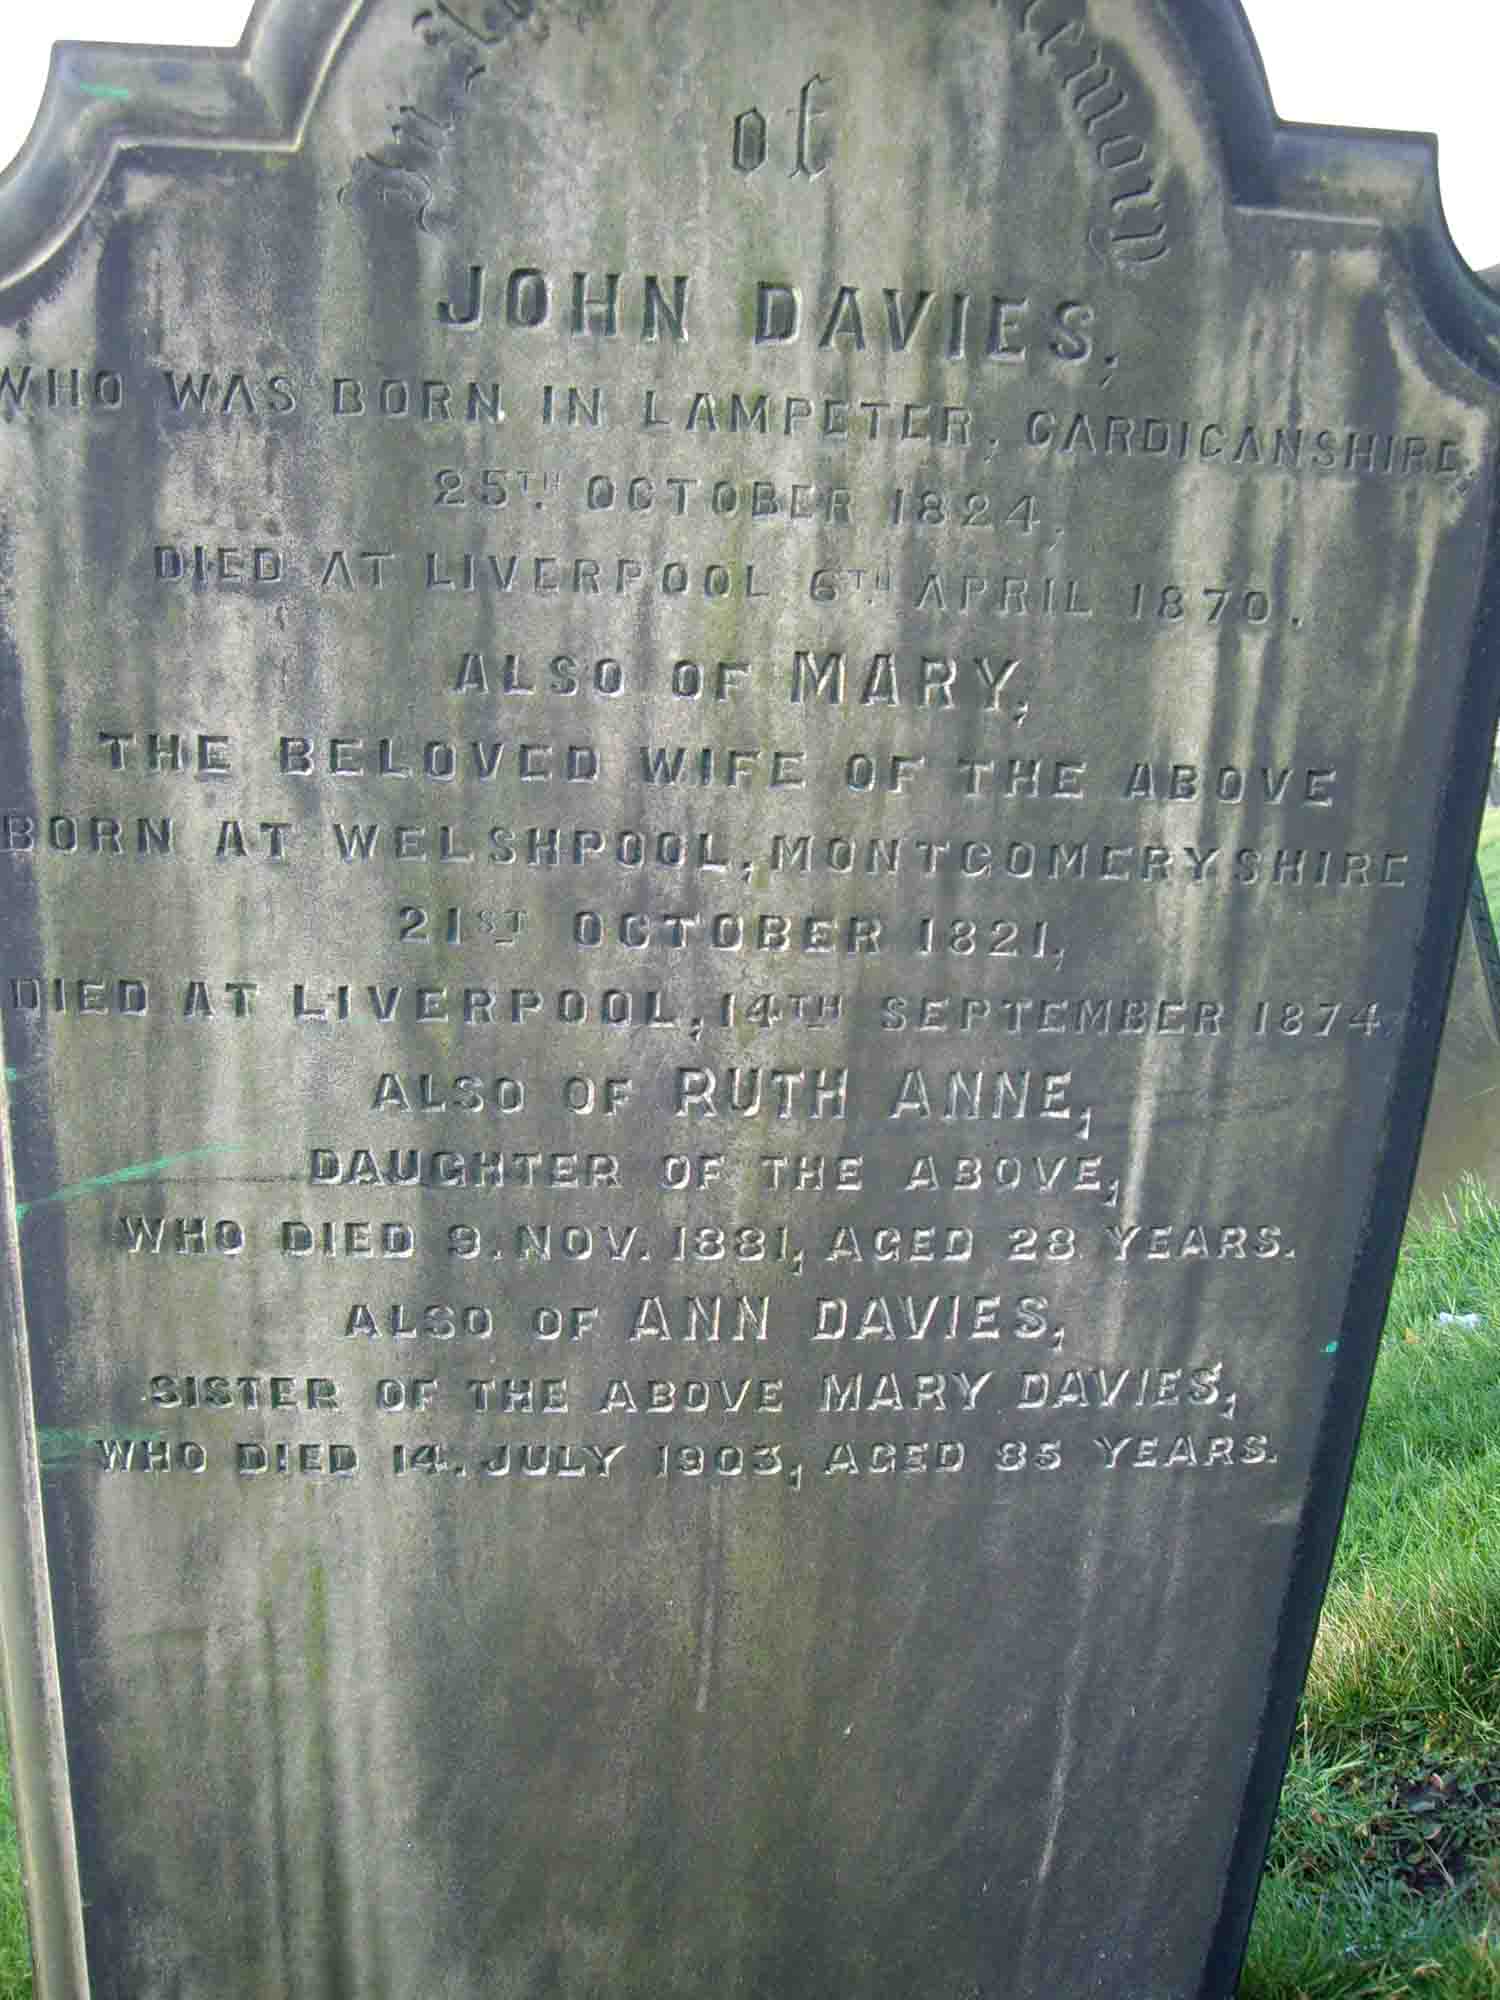 In
Memory
of
JOHN DAVIES,
WHO WAS BORN IN LAMPETER, CARDIGANSHIRE,
25TH OCTOBER 1824,
DIED AT LIVERPOOL 6TH APRIL 1870.
ALSO OF MARY,
THE BELOVED WIFE OF THE ABOVE
BORN AT WELSHPOOL, MONTGOMERYSHIRE
21ST OCTOBER 1821,
DIED AT LIVERPOOL, 14TH SEPTEMBER 1874.
ALSO OF RUTH ANNE,
DAUGHTER OF THE ABOVE,
WHO DIED 9. NOV. 1881, AGED 28 YEARS.
ALSO OF ANN DAVIES,
SISTER OF THE ABOVE MARY DAVIES,
WHO DIED 14. JULY 1903, AGED 85 YEARS.